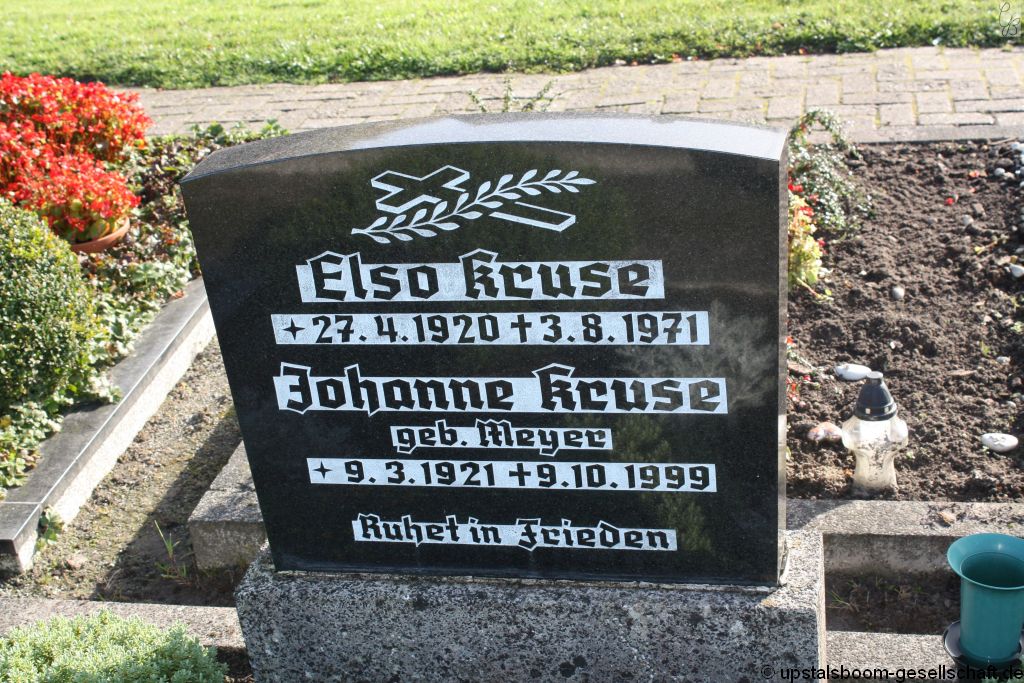 Elso Kruse
✶ 27.4.1920 ✝ 3.8.1971
Johanne Kruse
geb. Meyer
✶ 9.3.1921 ✝ 9.10.1999
Ruhet in Frieden
© upstalsboom-gesellschaft.de